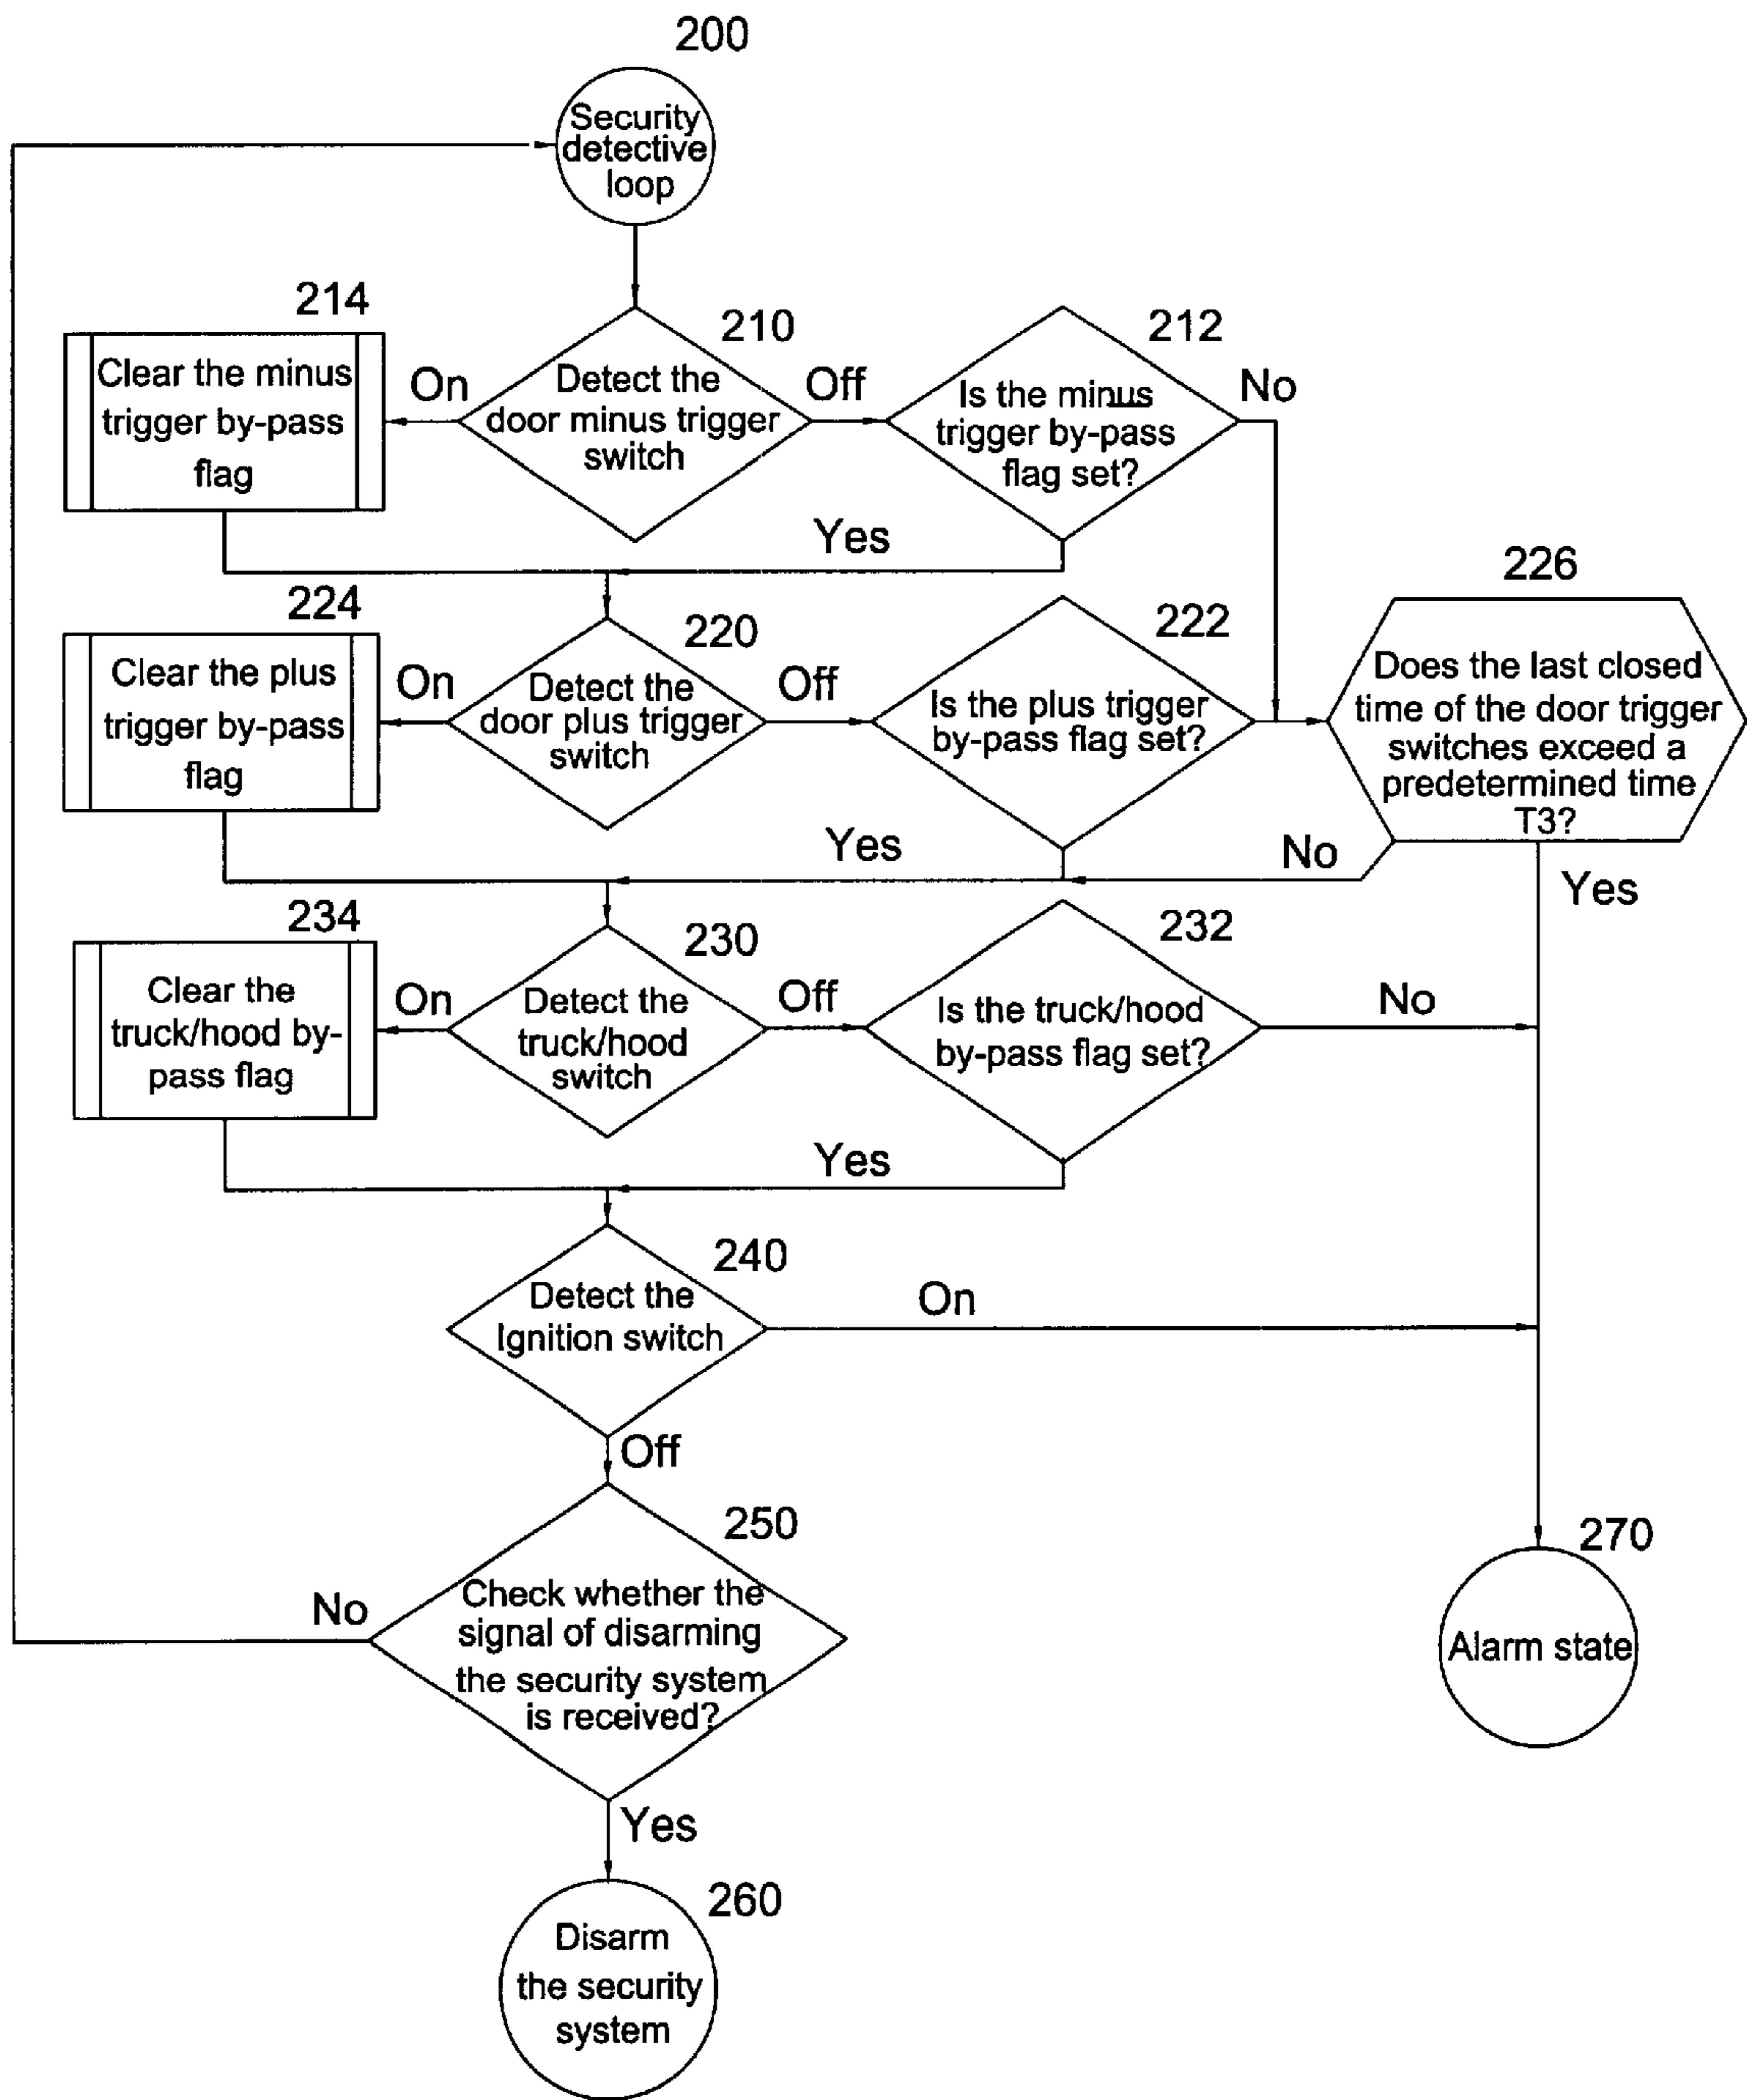 200
Security
detective
loop
214
210
212
Clear the minus
trigger by-pass
flag
On
Detect the
door minus trigger
switch
Off
Is the minus
trigger by-pass
flag set?
No
Yes
226
224
220
222
Clear the plus
trigger by-pass
flag
On
Detect the
door plus trigger
switch
Off
Is the plus trigger
by-pass flag set?
Does the last closed
time of the door trigger
switches exceed a
predetermined time
T3?
Yes
No
Yes
234
230
232
Clear the
truck/hood by-
pass flag
On
Detect the
truck/hood
switch
Off
Is the truck/hood
by-pass flag set?
No
Yes
240
Detect the
Ignition switch
On
Off
250
270
No
Check whether the
signal of disarming
the security system
is received?
Alarm state
Yes
260
Disarm
the security
system